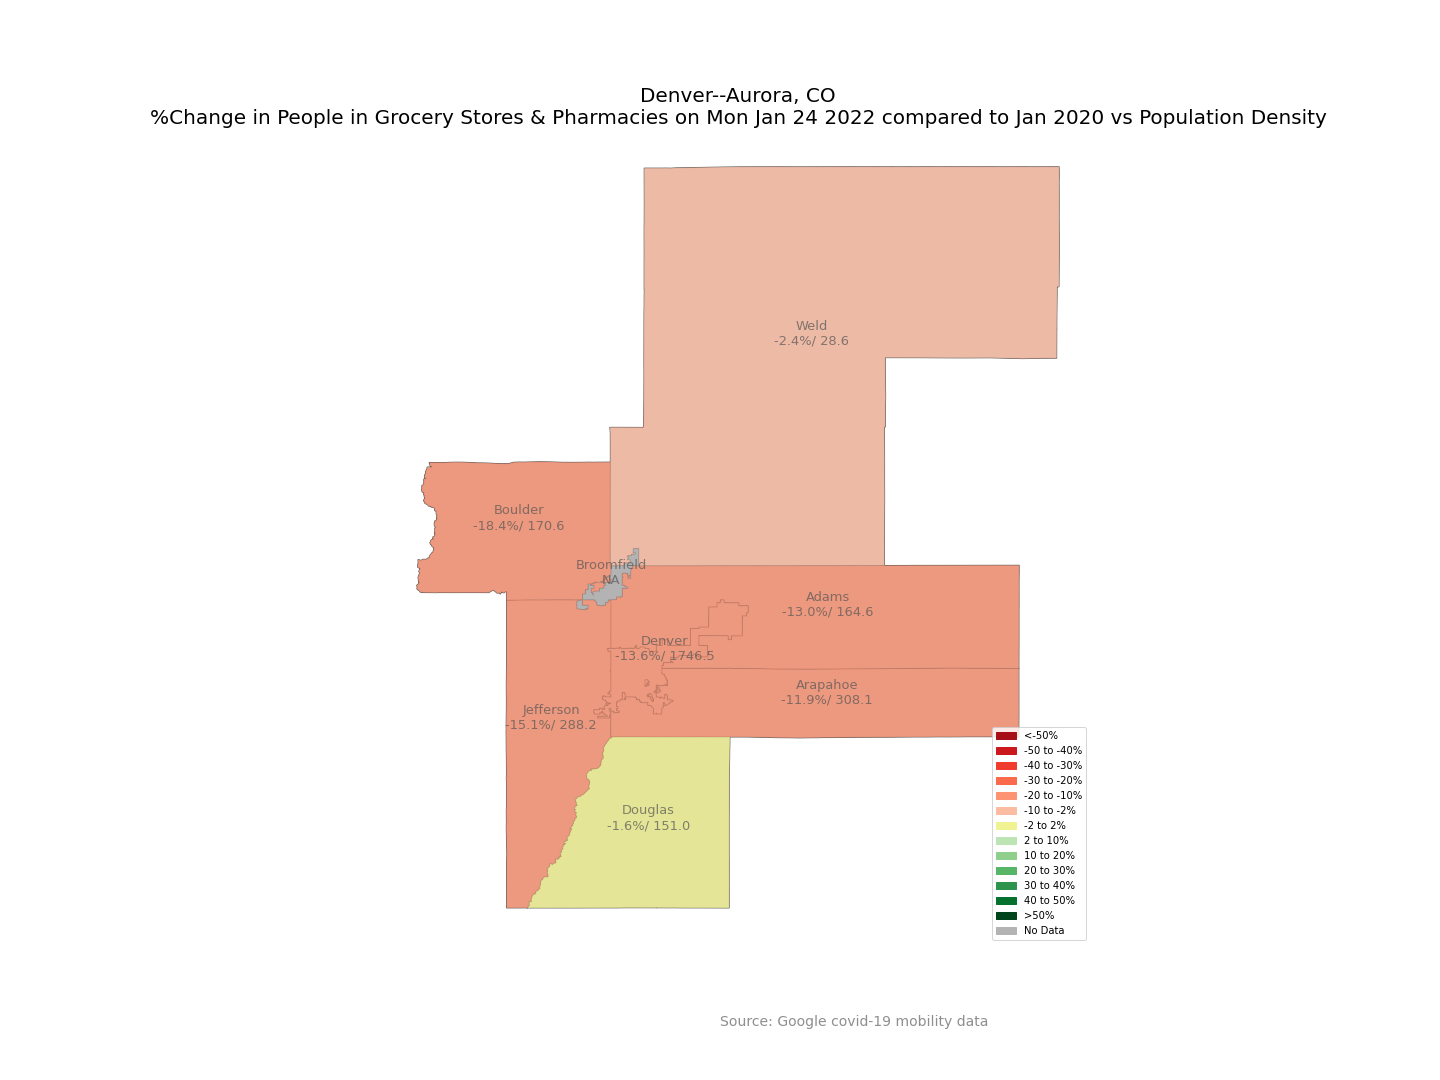 Denver--Aurora, CO
%Change in People in Grocery Stores & Pharmacies on Mon Jan 24 2022 compared to Jan 2020 vs Population Density
Weld
-2.4%/ 28.6
Boulder
-18.4%/ 170.6
Broomfield
NA
Adams
-13.0%/ 164.6
Denver
-13.6%/ 1746.5
Arapahoe
-11.9%/ 308.1
Jefferson
-15.1%/ 288.2
Douglas
-1.6%/ 151.0
<-50%
-50 to -40%
-40 to -30%
-30 to -20%
-20 to -10%
-10 to -2%
-2 to 2%
2 to 10%
10 to 20%
20 to 30%
30 to 40%
40 to 50%
>50%
No Data
Source: Google covid-19 mobility data